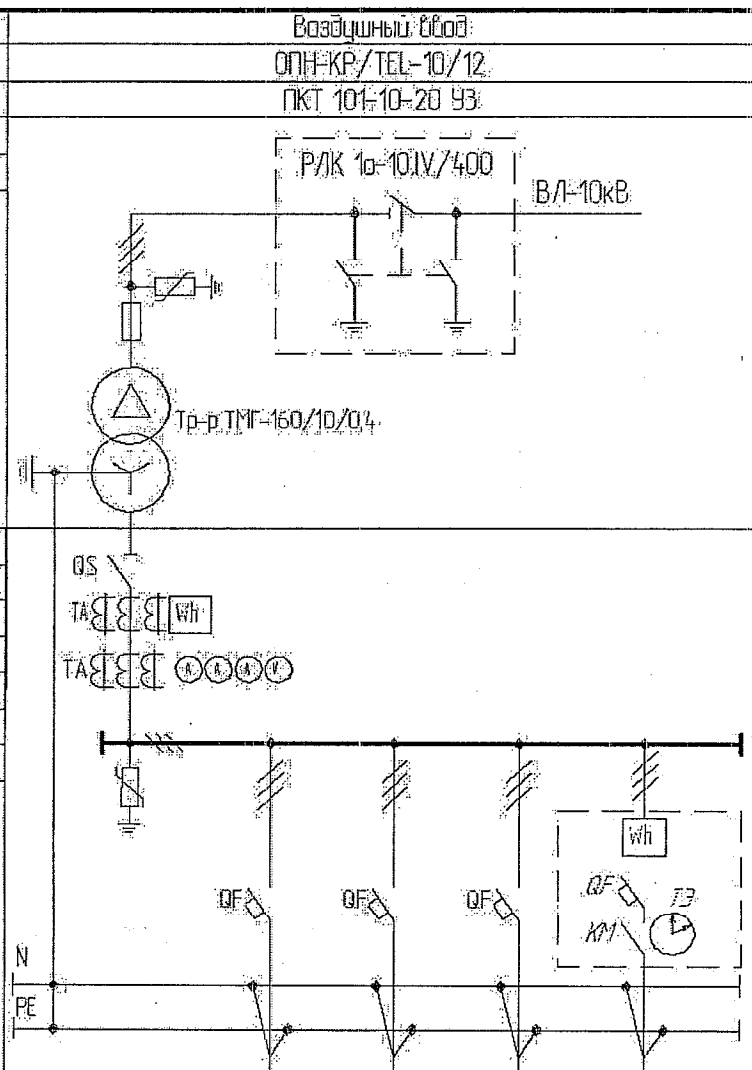 Воздушный ввод
ОПН-КР/TEL-10/12
ПКТ 101-10-20 У3
РЛК 1а-10.IV/400
ВЛ-10кВ
Тр-р ТМГ-160/10/0,4
QS
TA
Wh
TA
A A A V
Wh
QF
QF
QF
QF
KM
N
PE